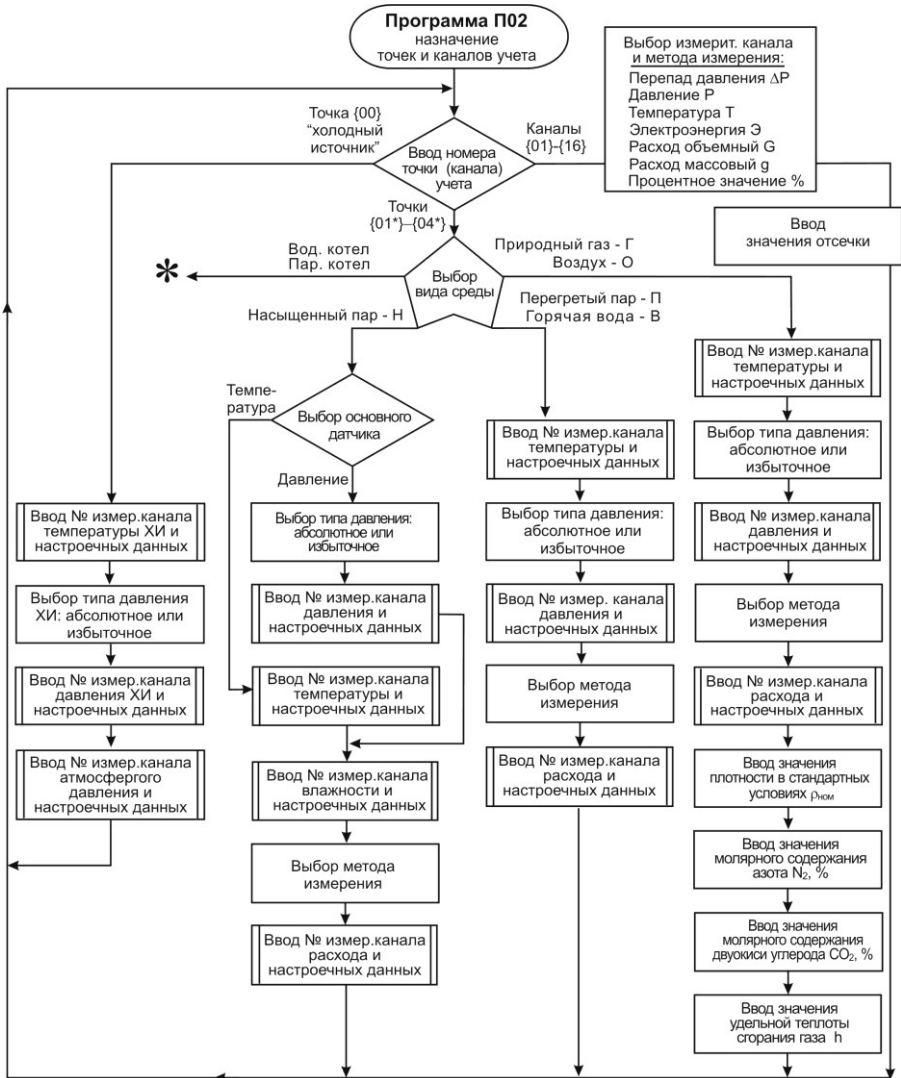 Программа П02
назначение
точек и каналов учета
Выбор измерит. канала
и метода измерения:
Перепад давления ΔP
Давление P
Температура T
Электроэнергия Э
Расход объемный G
Расход массовый g
Процентное значение %
Точка {00}
“холодный
источник”
Каналы
{01}-{16}
Ввод номера
точки (канала)
учета
Точки
{01*}–{04*}
Ввод
значения отсечки
Вод. котел
Пар. котел
*
Природный газ - Г
Воздух - О
Выбор
вида среды
Насыщенный пар - Н
Перегретый пар - П
Горячая вода - В
Темпе-
ратура
Выбор основного
датчика
Давление
Ввод № измер.канала
температуры ХИ и
настроечных данных
Выбор типа давления
ХИ: абсолютное или
избыточное
Ввод № измер.канала
давления ХИ и
настроечных данных
Ввод № измер.канала
атмосфергого
давления и
настроечных данных
Выбор типа давления:
абсолютное или
избыточное
Ввод № измер.канала
давления и
настроечных данных
Ввод № измер.канала
температуры и
настроечных данных
Ввод № измер.канала
влажности и
настроечных данных
Выбор метода
измерения
Ввод № измер.канала
расхода и
настроечных данных
Ввод № измер.канала
температуры и
настроечных данных
Выбор типа давления:
абсолютное или
избыточное
Ввод № измер. канала
давления и
настроечных данных
Выбор метода
измерения
Ввод № измер.канала
расхода и
настроечных данных
Ввод № измер.канала
температуры и
настроечных данных
Выбор типа давления:
абсолютное или
избыточное
Ввод № измер.канала
давления и
настроечных данных
Выбор метода
измерения
Ввод № измер.канала
расхода и
настроечных данных
Ввод значения
плотности в стандартных
условиях ρном
Ввод значения
молярного содержания
азота N₂, %
Ввод значения
молярного содержания
двуокиси углерода CO₂, %
Ввод значения
удельной теплоты
сгорания газа h